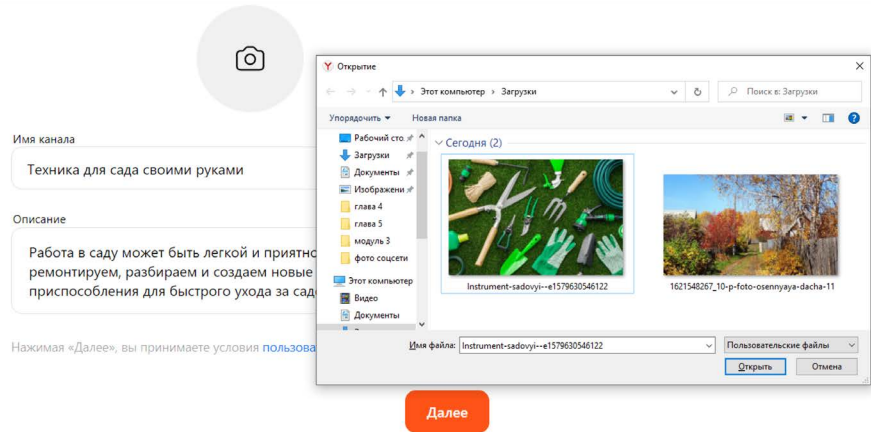 Открытие
Этот компьютер › Загрузки
Поиск в: Загрузки
Упорядочить
Новая папка
Рабочий сто
Загрузки
Документы
Изображени
глава 4
глава 5
модуль 3
фото соцсети
Этот компьютер
Видео
Документы
Сегодня (2)
Instrument-sadovyi--e1579630546122
1621548267_10-p-foto-osennyaya-dacha-11
Имя файла: Instrument-sadovyi--e1579630546122
Пользовательские файлы
Открыть
Отмена
Имя канала
Техника для сада своими руками
Описание
Работа в саду может быть легкой и приятно
ремонтируем, разбираем и создаем новые
приспособления для быстрого ухода за сад
Нажимая «Далее», вы принимаете условия пользова
Далее